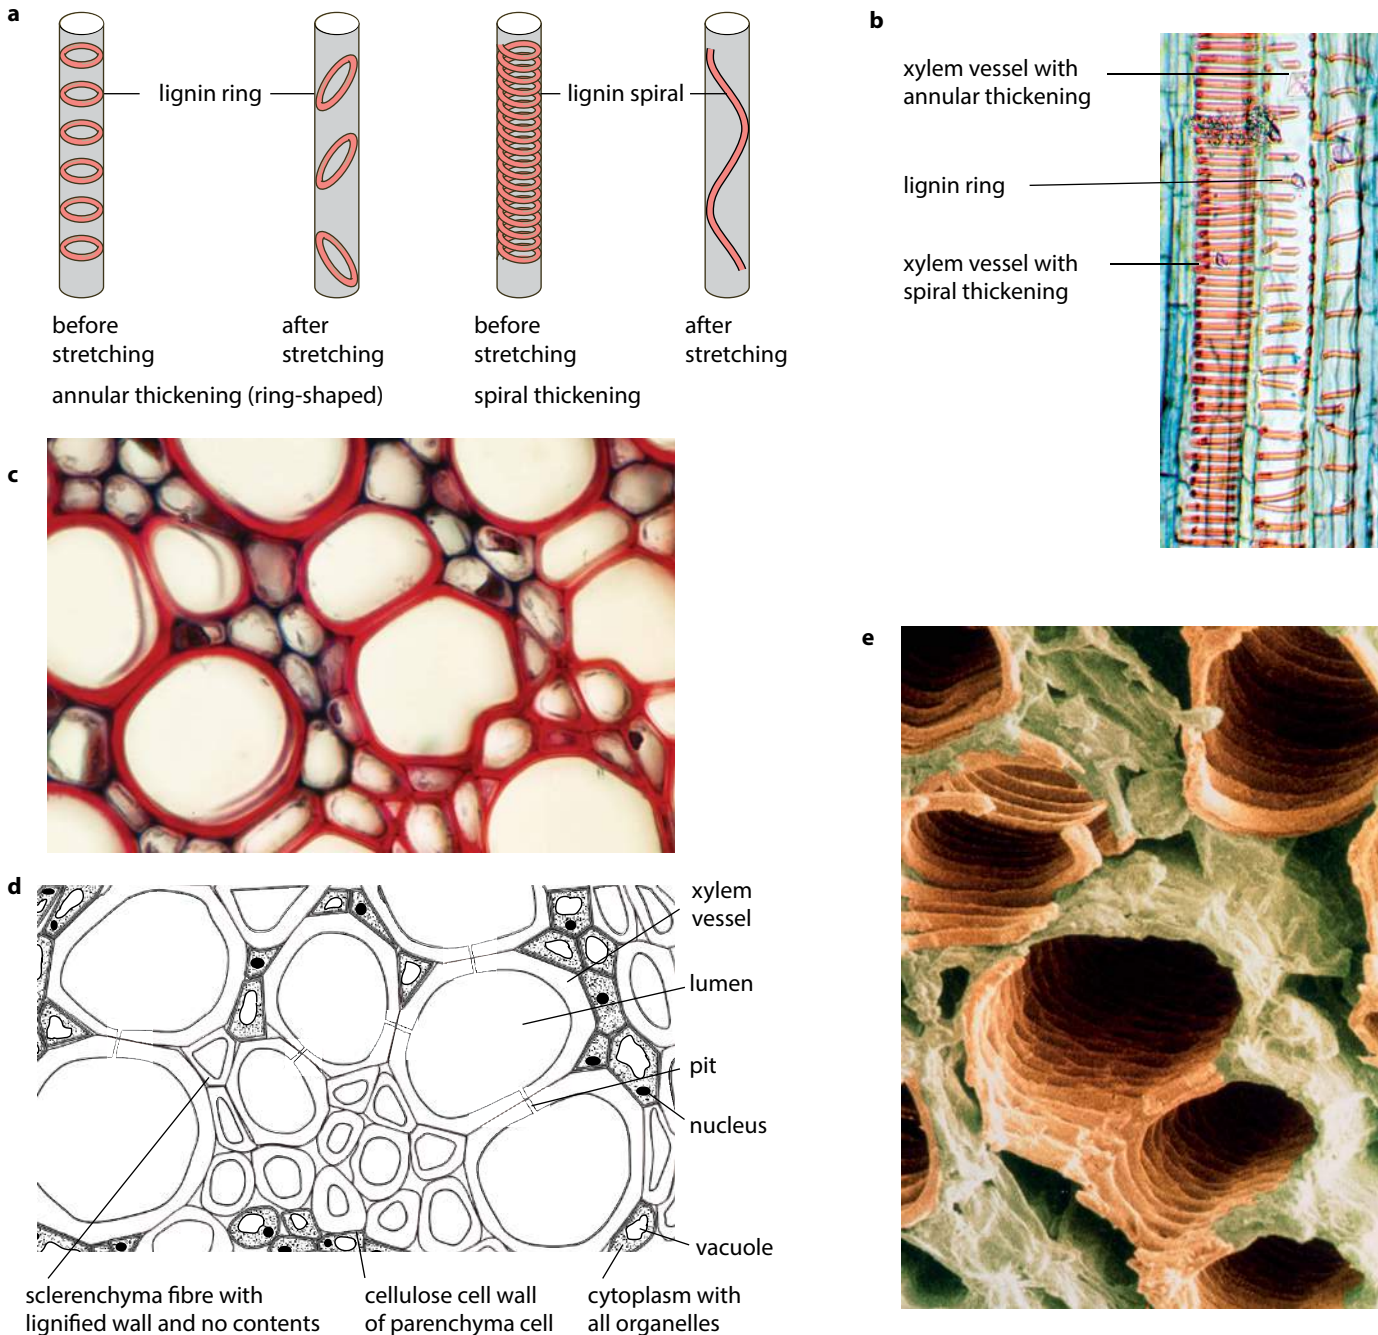 a
lignin ring
lignin spiral
before
stretching
after
stretching
before
stretching
after
stretching
annular thickening (ring-shaped)
spiral thickening
b
xylem vessel with
annular thickening
lignin ring
xylem vessel with
spiral thickening
c
d
xylem
vessel
lumen
pit
nucleus
vacuole
sclerenchyma fibre with
lignified wall and no contents
cellulose cell wall
of parenchyma cell
cytoplasm with
all organelles
e